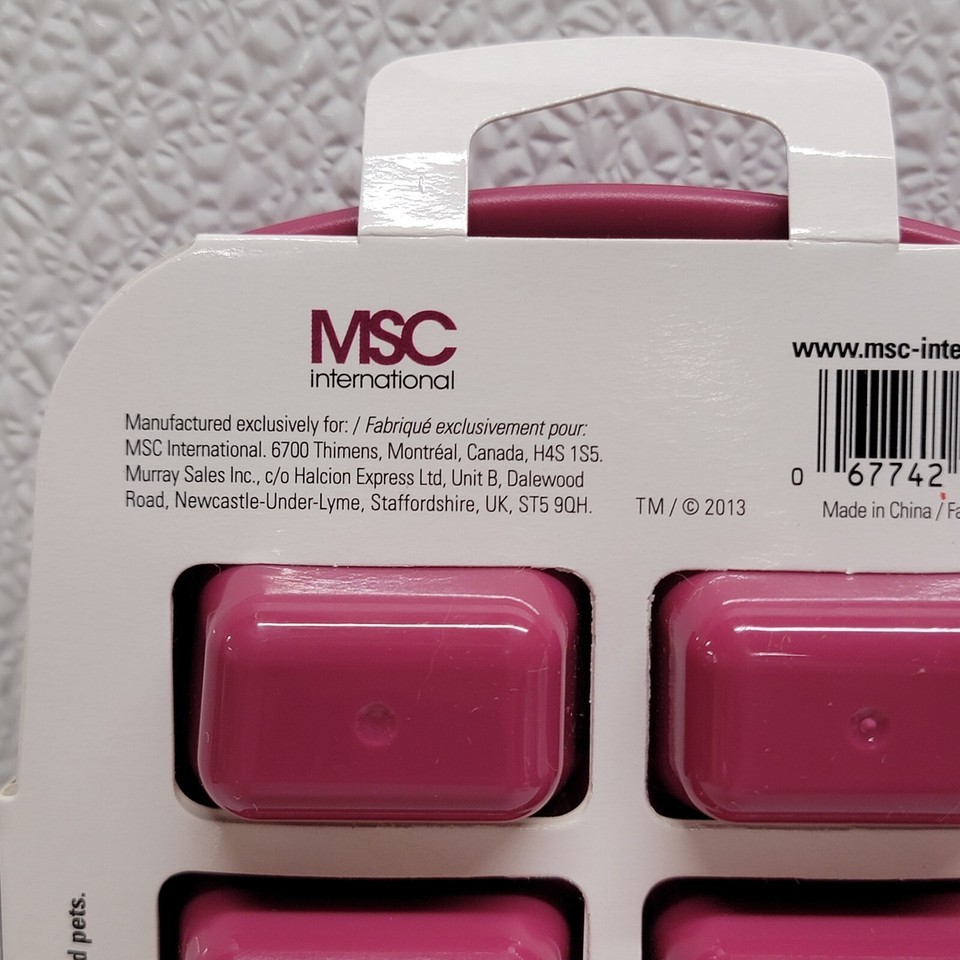 MSC
international
www.msc-inte
Manufactured exclusively for: / Fabriqué exclusivement pour:
MSC International. 6700 Thimens, Montréal, Canada, H4S 1S5.
Murray Sales Inc., c/o Halcion Express Ltd, Unit B, Dalewood
Road, Newcastle-Under-Lyme, Staffordshire, UK, ST5 9QH.
TM / © 2013
0 67742
Made in China / Fa
d pets.